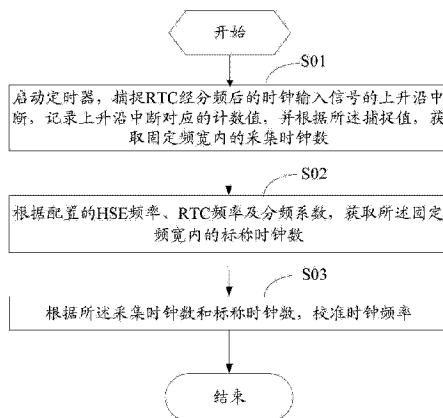 开始
S01
启动定时器，捕捉RTC经分频后的时钟输入信号的上升沿中
断，记录上升沿中断对应的计数值，并根据所述捕捉值，获
取固定频宽内的采集时钟数
S02
根据配置的HSE频率、RTC频率及分频系数，获取所述固定
频宽内的标称时钟数
S03
根据所述采集时钟数和标称时钟数，校准时钟频率
结束